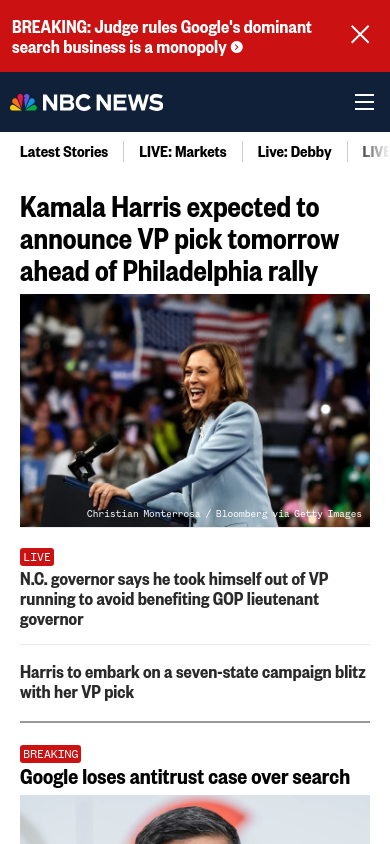 BREAKING: Judge rules Google's dominant
search business is a monopoly
NBC NEWS
Latest Stories
LIVE: Markets
Live: Debby
LIVE
Kamala Harris expected to
announce VP pick tomorrow
ahead of Philadelphia rally
Christian Monterrosa / Bloomberg via Getty Images
LIVE
N.C. governor says he took himself out of VP
running to avoid benefiting GOP lieutenant
governor
Harris to embark on a seven-state campaign blitz
with her VP pick
BREAKING
Google loses antitrust case over search